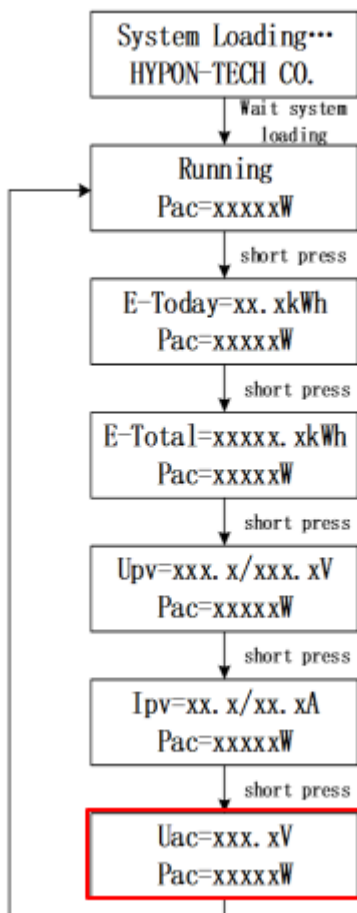 System Loading…
HYPON-TECH CO.
Wait system
loading
Running
Pac=xxxxxW
short press
E-Today=xx.xkWh
Pac=xxxxxW
short press
E-Total=xxxxx.xkWh
Pac=xxxxxW
short press
Upv=xxx.x/xxx.xV
Pac=xxxxxW
short press
Ipv=xx.x/xx.xA
Pac=xxxxxW
short press
Uac=xxx.xV
Pac=xxxxxW